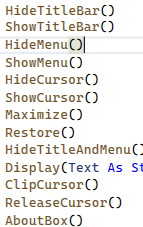 HideTitleBar()
ShowTitleBar()
HideMenu()
ShowMenu()
HideCursor()
ShowCursor()
Maximize()
Restore()
HideTitleAndMenu()
Display(Text As St
ClipCursor()
ReleaseCursor()
AboutBox()